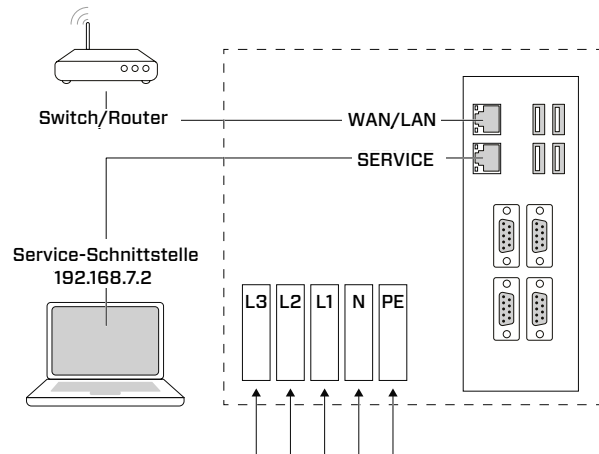 Switch/Router
WAN/LAN
SERVICE
Service-Schnittstelle
192.168.7.2
L3 L2 L1 N PE